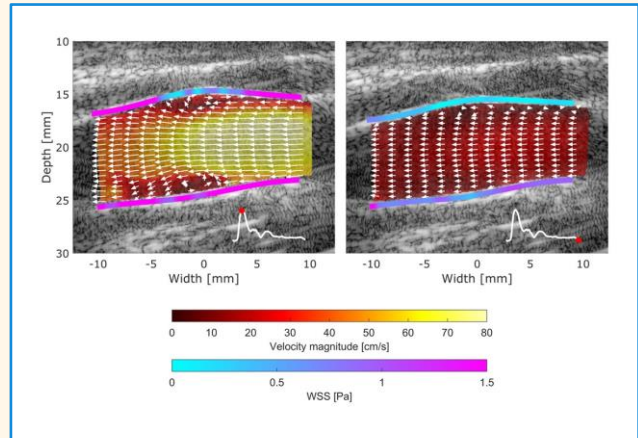 10
15
20
25
30
Depth [mm]
-10 -5 0 5 10
Width [mm]
-10 -5 0 5 10
Width [mm]
0 10 20 30 40 50 60 70 80
Velocity magnitude [cm/s]
0 0.5 1 1.5
WSS [Pa]